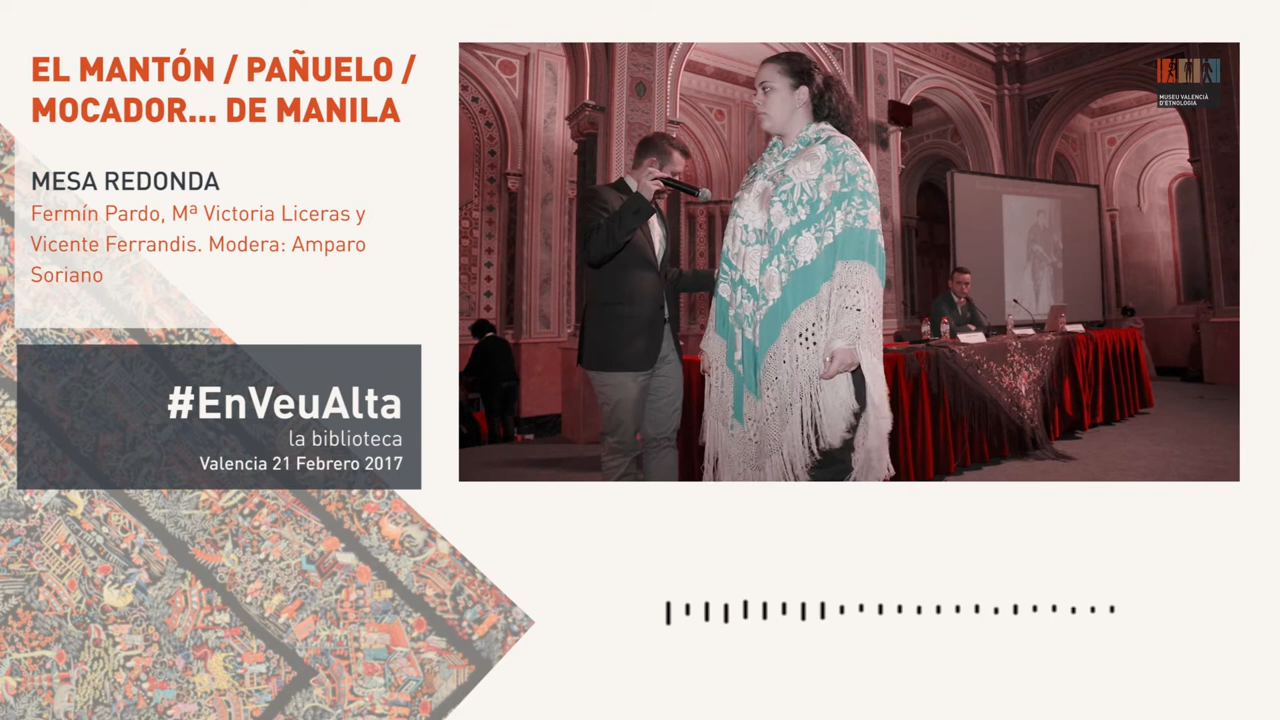 EL MANTÓN / PAÑUELO /
MOCADOR... DE MANILA
MESA REDONDA
Fermín Pardo, Mª Victoria Liceras y
Vicente Ferrandis. Modera: Amparo
Soriano
#EnVeuAlta
la biblioteca
Valencia 21 Febrero 2017
MUSEU VALENCIÀ
D'ETNOLOGIA